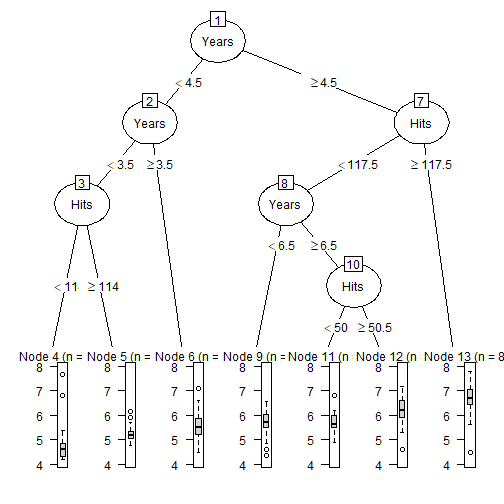 1
Years
< 4.5 ≥ 4.5
2 7
Years Hits
< 3.5 ≥ 3.5 < 117.5 ≥ 117.5
3 8
Hits Years
< 6.5 ≥ 6.5
10
Hits
< 11 ≥ 114
< 50 ≥ 50.5
Node 4 (n = Node 5 (n = Node 6 (n = Node 9 (n = Node 11 (n Node 12 (n Node 13 (n = 8
8 8 8 8 8 8 8
7 7 7 7 7 7 7
6 6 6 6 6 6 6
5 5 5 5 5 5 5
4 4 4 4 4 4 4